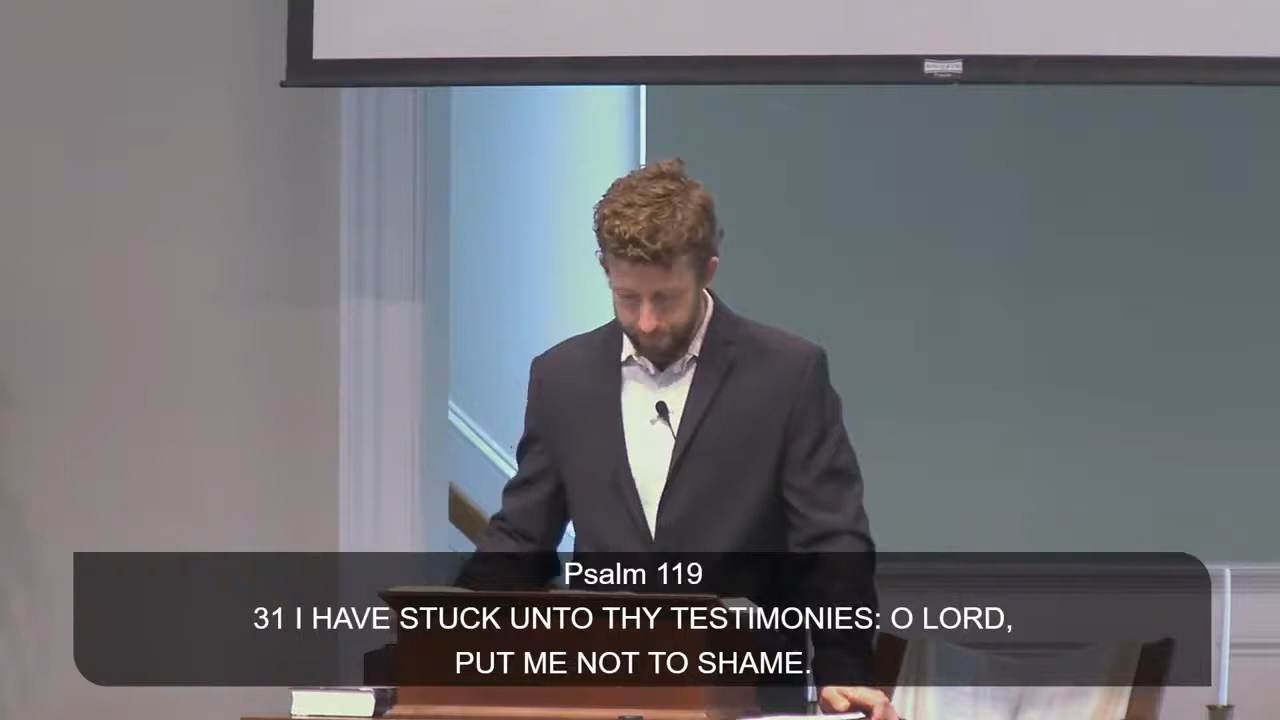 Psalm 119
31 I HAVE STUCK UNTO THY TESTIMONIES: O LORD,
PUT ME NOT TO SHAME.